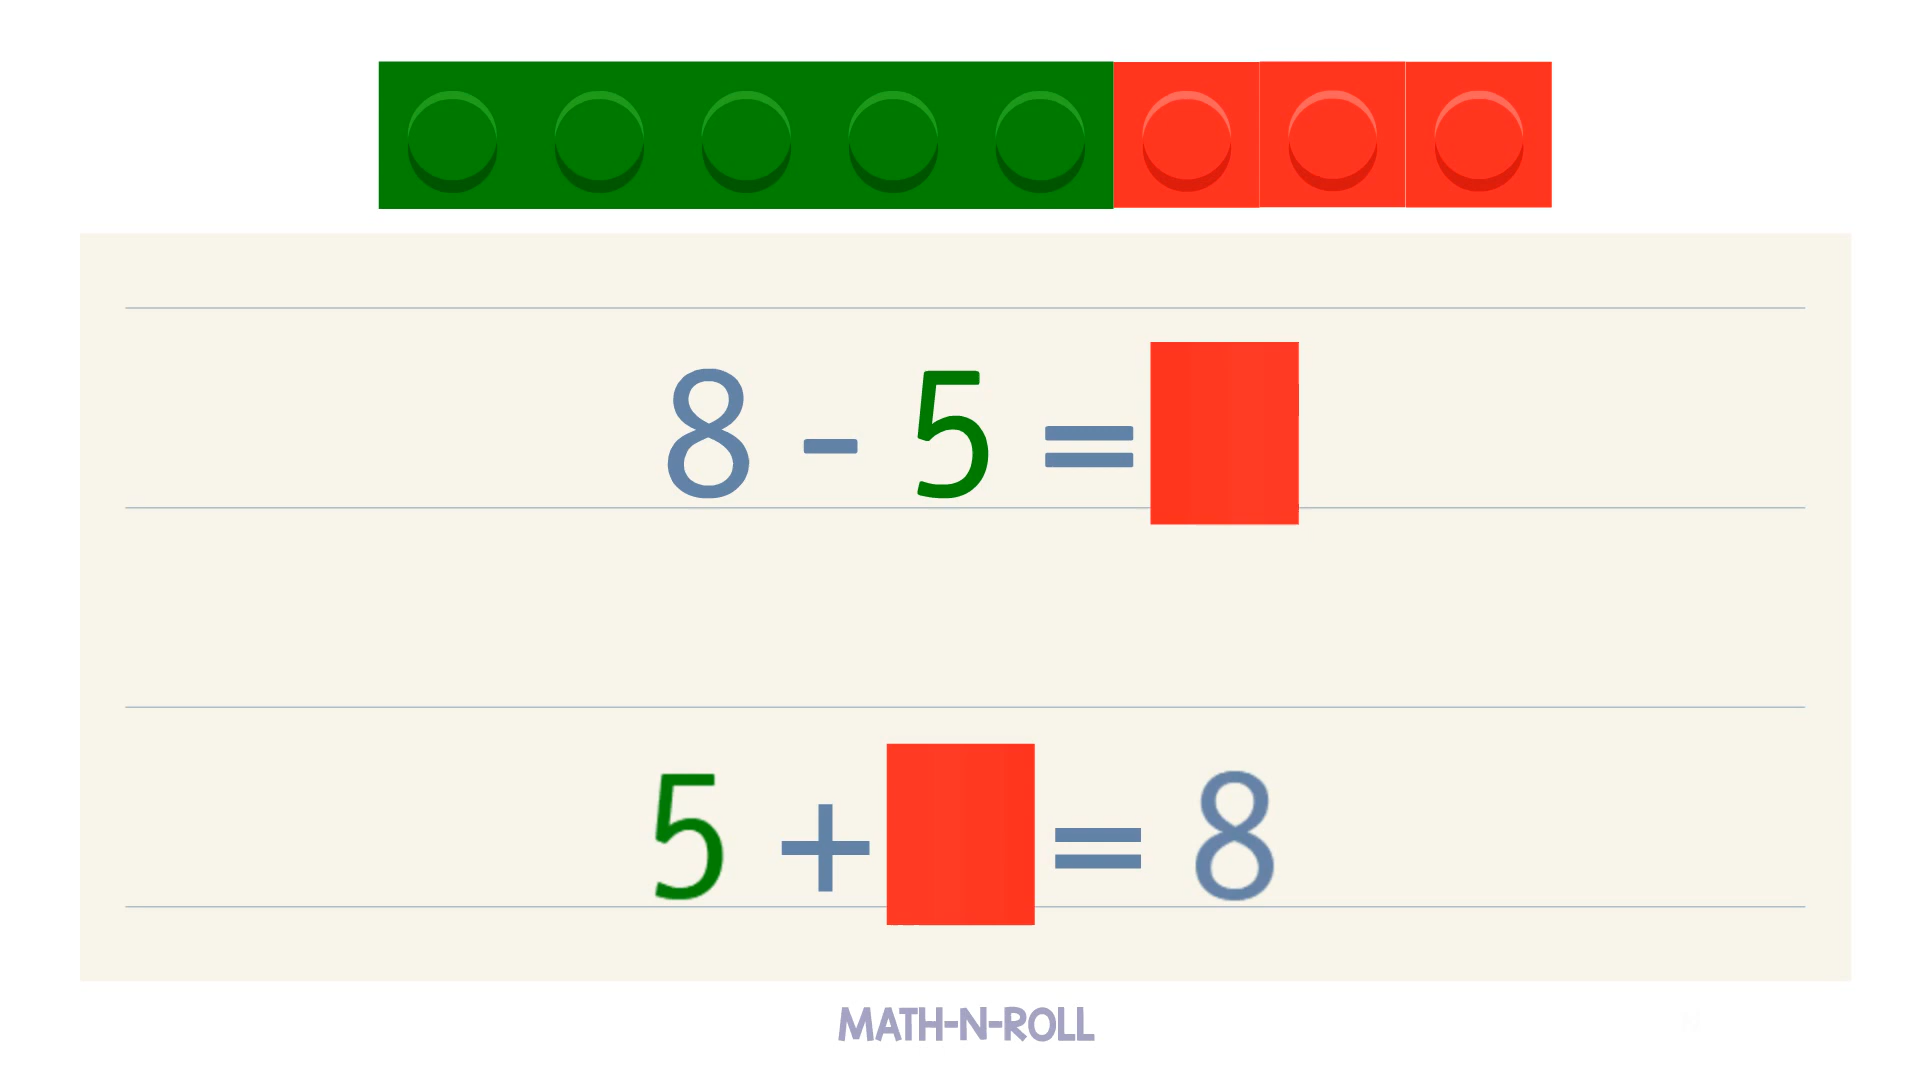 8 - 5 =
5 + = 8
MATH-N-ROLL